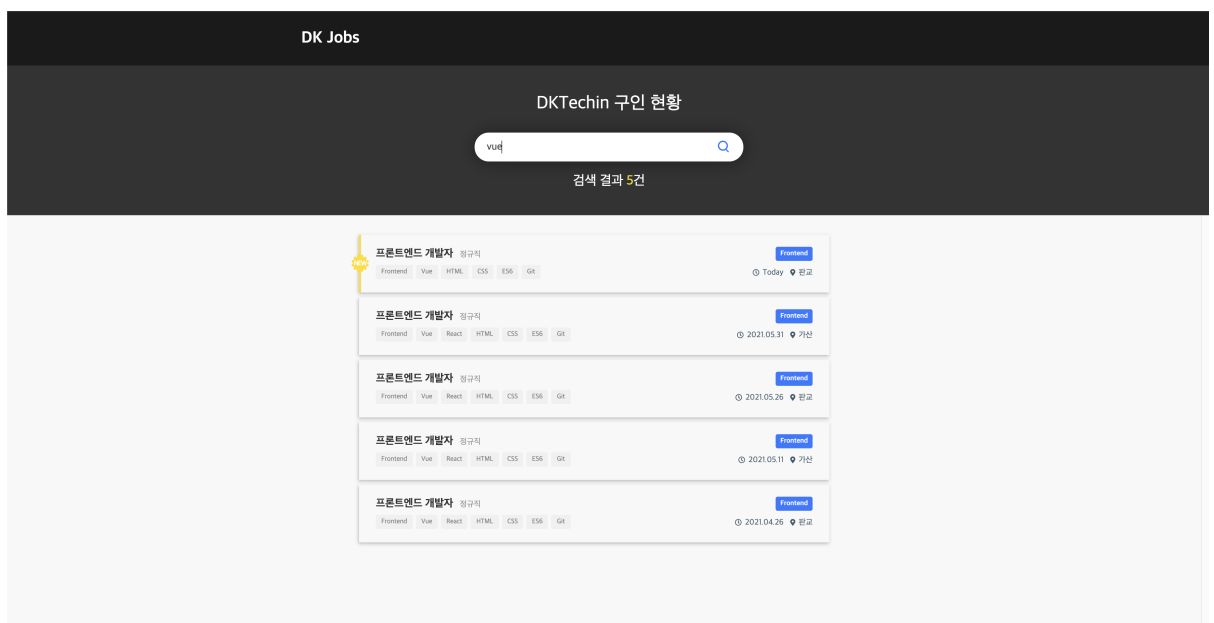 DK Jobs
DKTechin 구인 현황
vue
검색 결과 5건
프론트엔드 개발자 정규직 Frontend
NEW
Frontend Vue HTML CSS ES6 Git Today 판교
프론트엔드 개발자 정규직 Frontend
Frontend Vue React HTML CSS ES6 Git 2021.05.31 가산
프론트엔드 개발자 정규직 Frontend
Frontend Vue React HTML CSS ES6 Git 2021.05.26 판교
프론트엔드 개발자 정규직 Frontend
Frontend Vue React HTML CSS ES6 Git 2021.05.11 가산
프론트엔드 개발자 정규직 Frontend
Frontend Vue React HTML CSS ES6 Git 2021.04.26 판교